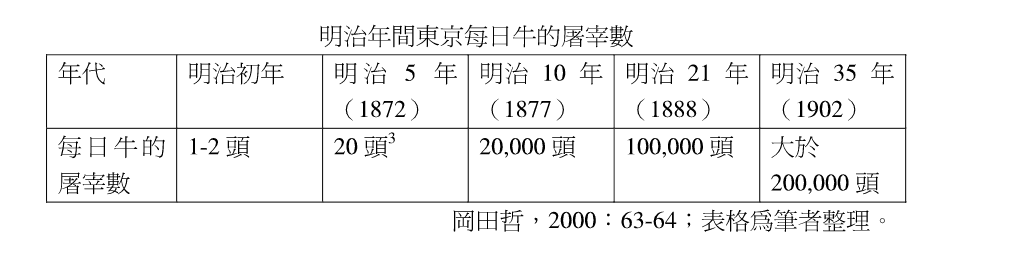 明治年間東京每日牛的屠宰數
年代 明治初年 明治 5 年 明治 10 年 明治 21 年 明治 35 年
（1872） （1877） （1888） （1902）
每日牛的 1-2 頭 20 頭3 20,000 頭 100,000 頭 大於
屠宰數 200,000 頭
岡田哲，2000：63-64；表格為筆者整理。